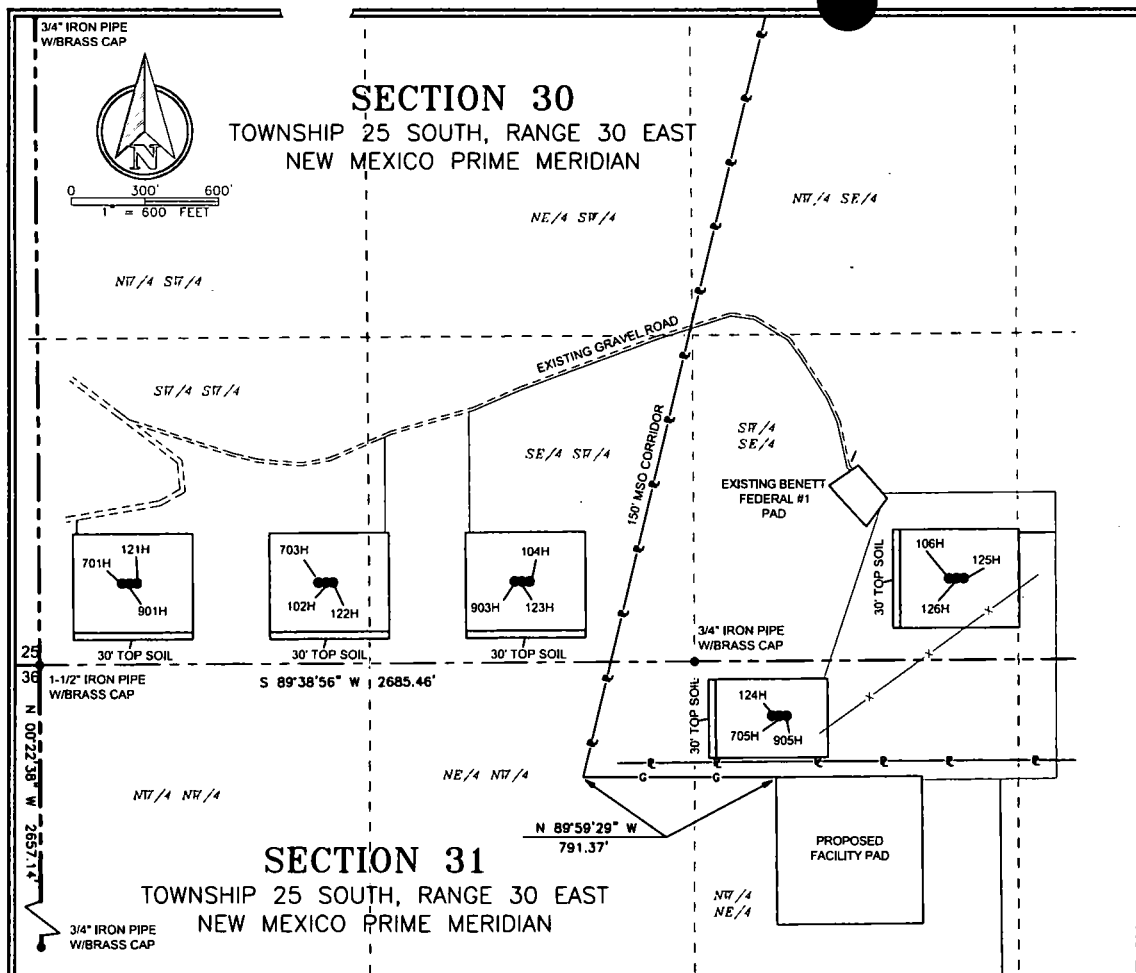 3/4" IRON PIPE
W/BRASS CAP
SECTION 30
TOWNSHIP 25 SOUTH, RANGE 30 EAST
NEW MEXICO PRIME MERIDIAN
N
0 300' 600'
1" = 600 FEET
NE/4 SW/4
NW/4 SE/4
NW/4 SW/4
EXISTING GRAVEL ROAD
SW/4 SW/4
SE/4 SW/4
150' MSO CORRIDOR
SW/4
SE/4
EXISTING BENETT
FEDERAL #1
PAD
701H
121H
901H
703H
102H
122H
104H
903H
123H
106H
125H
126H
30' TOP SOIL
30' TOP SOIL
30' TOP SOIL
30' TOP SOIL
3/4" IRON PIPE
W/BRASS CAP
25
36
1-1/2" IRON PIPE
W/BRASS CAP
S 89°38'56" W 2685.46'
30' TOP SOIL
124H
705H
905H
X
X
X
N 00°22'38" W 2657.14'
NW/4 NW/4
NE/4 NW/4
G
G
N 89°59'29" W
791.37'
PROPOSED
FACILITY PAD
SECTION 31
TOWNSHIP 25 SOUTH, RANGE 30 EAST
NEW MEXICO PRIME MERIDIAN
NW/4
NE/4
3/4" IRON PIPE
W/BRASS CAP